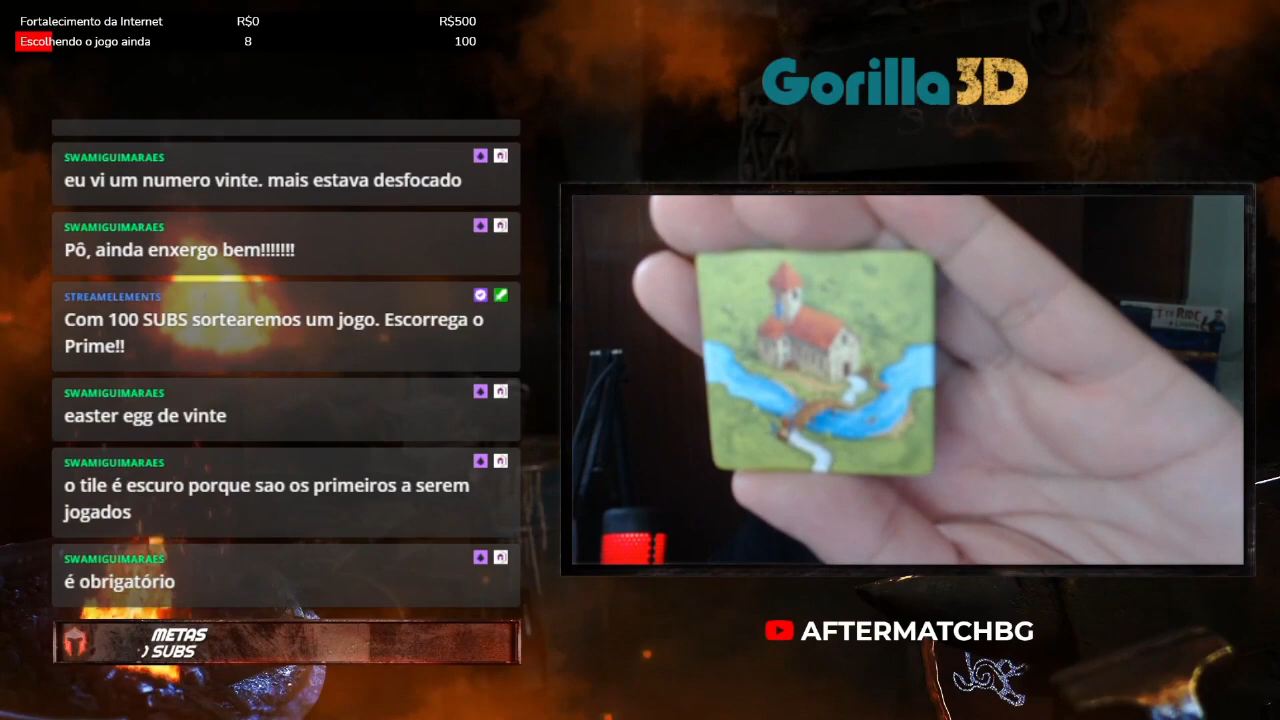 Fortalecimento da Internet R$0 R$500
Escolhendo o jogo ainda 8 100
Gorilla3D
SWAMIGUIMARAES
eu vi um numero vinte. mais estava desfocado
SWAMIGUIMARAES
Pô, ainda enxergo bem!!!!!!!
STREAMELEMENTS
Com 100 SUBS sortearemos um jogo. Escorrega o
Prime!!
SWAMIGUIMARAES
easter egg de vinte
SWAMIGUIMARAES
o tile é escuro porque sao os primeiros a serem
jogados
SWAMIGUIMARAES
é obrigatório
METAS
) SUBS
AFTERMATCHBG